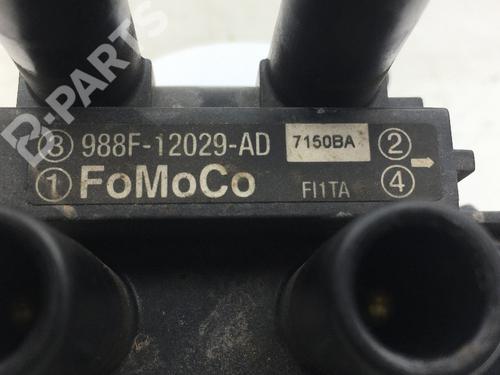 B-PARTS
③ 988F-12029-AD 7150BA ②
① FoMoCo FI1TA ④